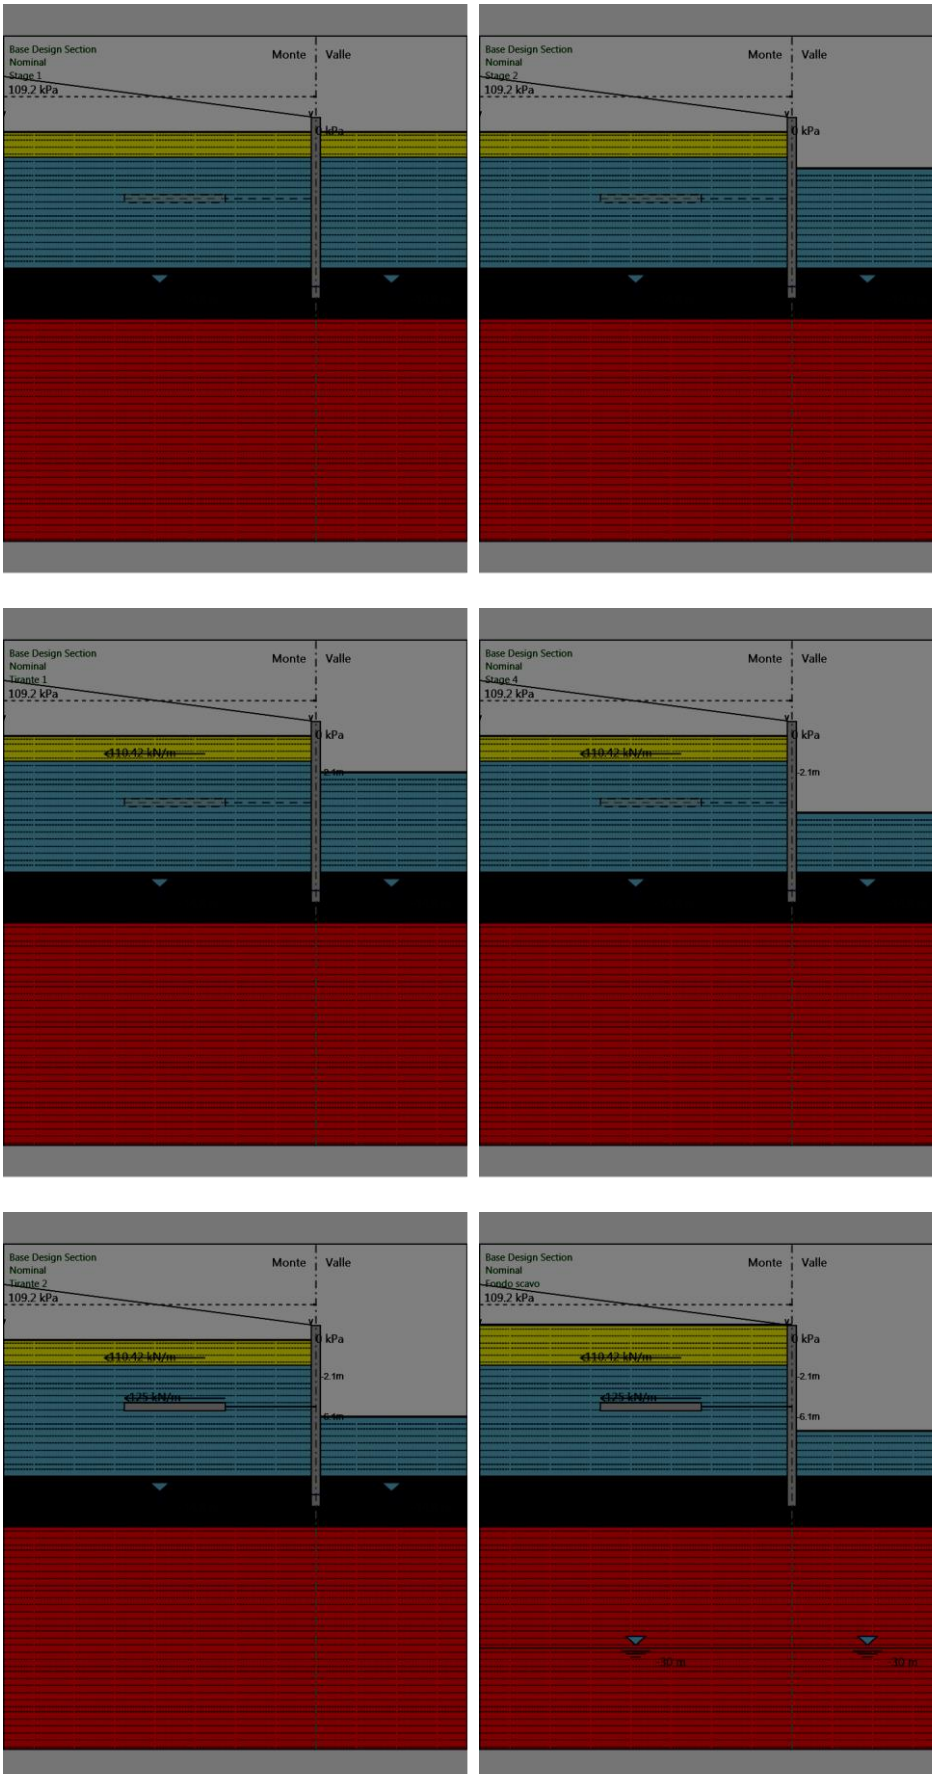 Base Design Section
Nominal
Stage 1
109.2 kPa
Monte
Valle
0 kPa
Base Design Section
Nominal
Stage 2
109.2 kPa
Monte
Valle
0 kPa
Base Design Section
Nominal
Tirante 1
109.2 kPa
Monte
Valle
0 kPa
110.42 kN/m
-2.1m
Base Design Section
Nominal
Stage 4
109.2 kPa
Monte
Valle
0 kPa
110.42 kN/m
-2.1m
Base Design Section
Nominal
Tirante 2
109.2 kPa
Monte
Valle
0 kPa
110.42 kN/m
-2.1m
125 kN/m
-6.1m
Base Design Section
Nominal
Fondo scavo
109.2 kPa
Monte
Valle
0 kPa
110.42 kN/m
-2.1m
125 kN/m
-6.1m
-30 m
-30 m